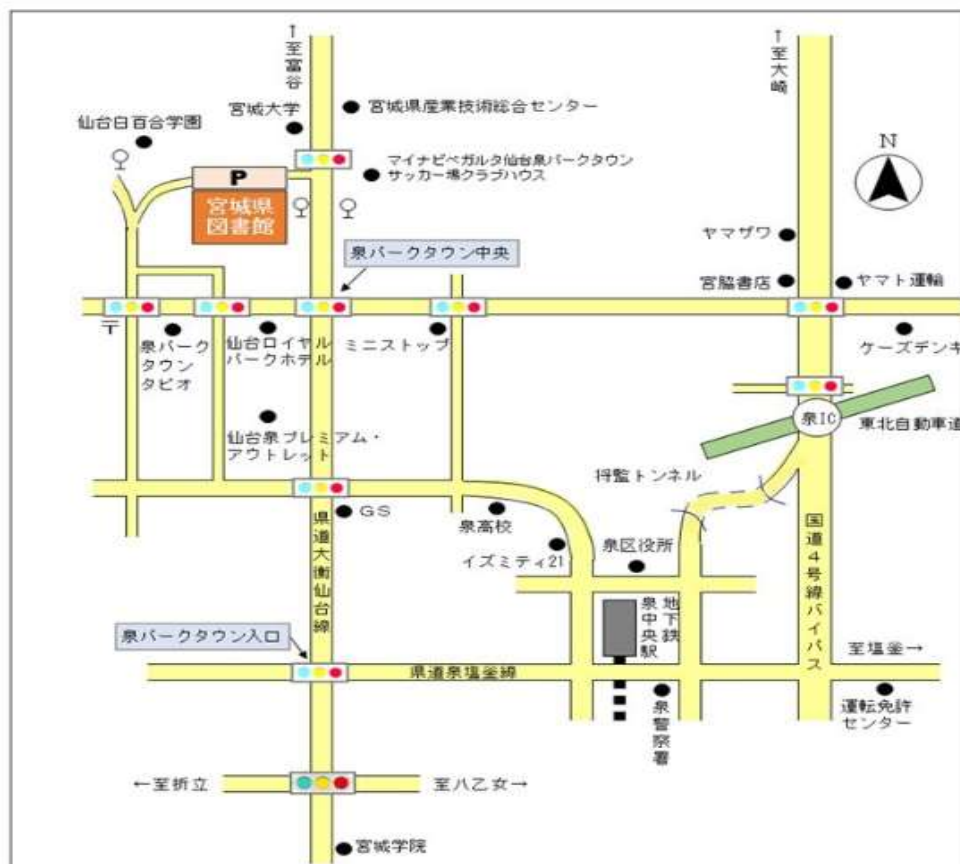 ↑至富谷
↑至大崎
宮城大学
宮城県産業技術総合センター
仙台白百合学園
N
マイナビベガルタ仙台泉パークタウン
サッカー場クラブハウス
P
宮城県
図書館
ヤマザワ
泉パークタウン中央
宮脇書店
ヤマト運輸
〒
泉パーク
タウン
タピオ
仙台ロイヤル
パークホテル
ミニストップ
ケーズデンキ
泉IC
東北自動車道
仙台泉プレミアム・
アウトレット
将監トンネル
GS
泉高校
県道大衡仙台線
国道4号線バイパス
イズミティ21
泉区役所
地下鉄
泉中央駅
泉パークタウン入口
至塩釜→
県道泉塩釜線
泉警察署
運転免許
センター
←至折立
至八乙女→
宮城学院